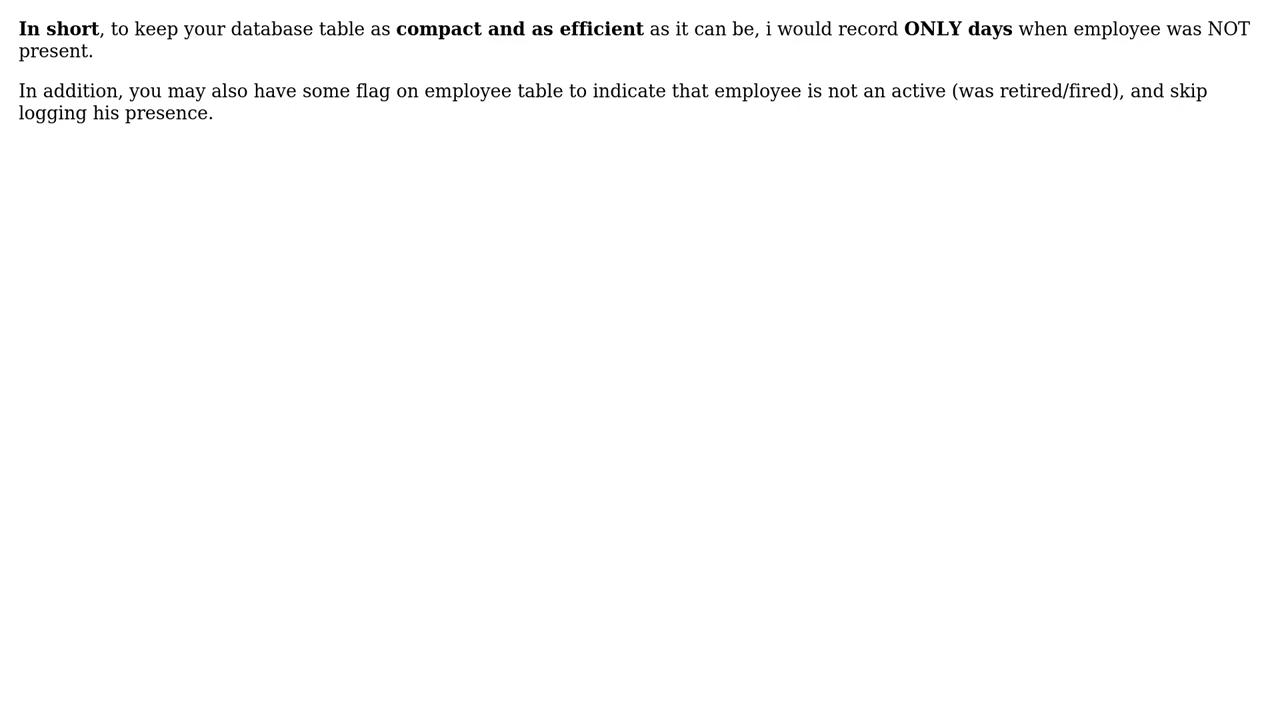 In short, to keep your database table as compact and as efficient as it can be, i would record ONLY days when employee was NOT
present.
In addition, you may also have some flag on employee table to indicate that employee is not an active (was retired/fired), and skip
logging his presence.